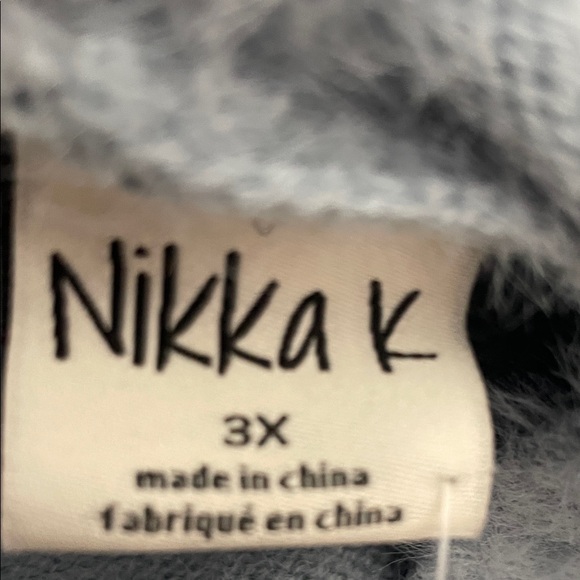 Nikka K
3X
made in china
fabriqué en china